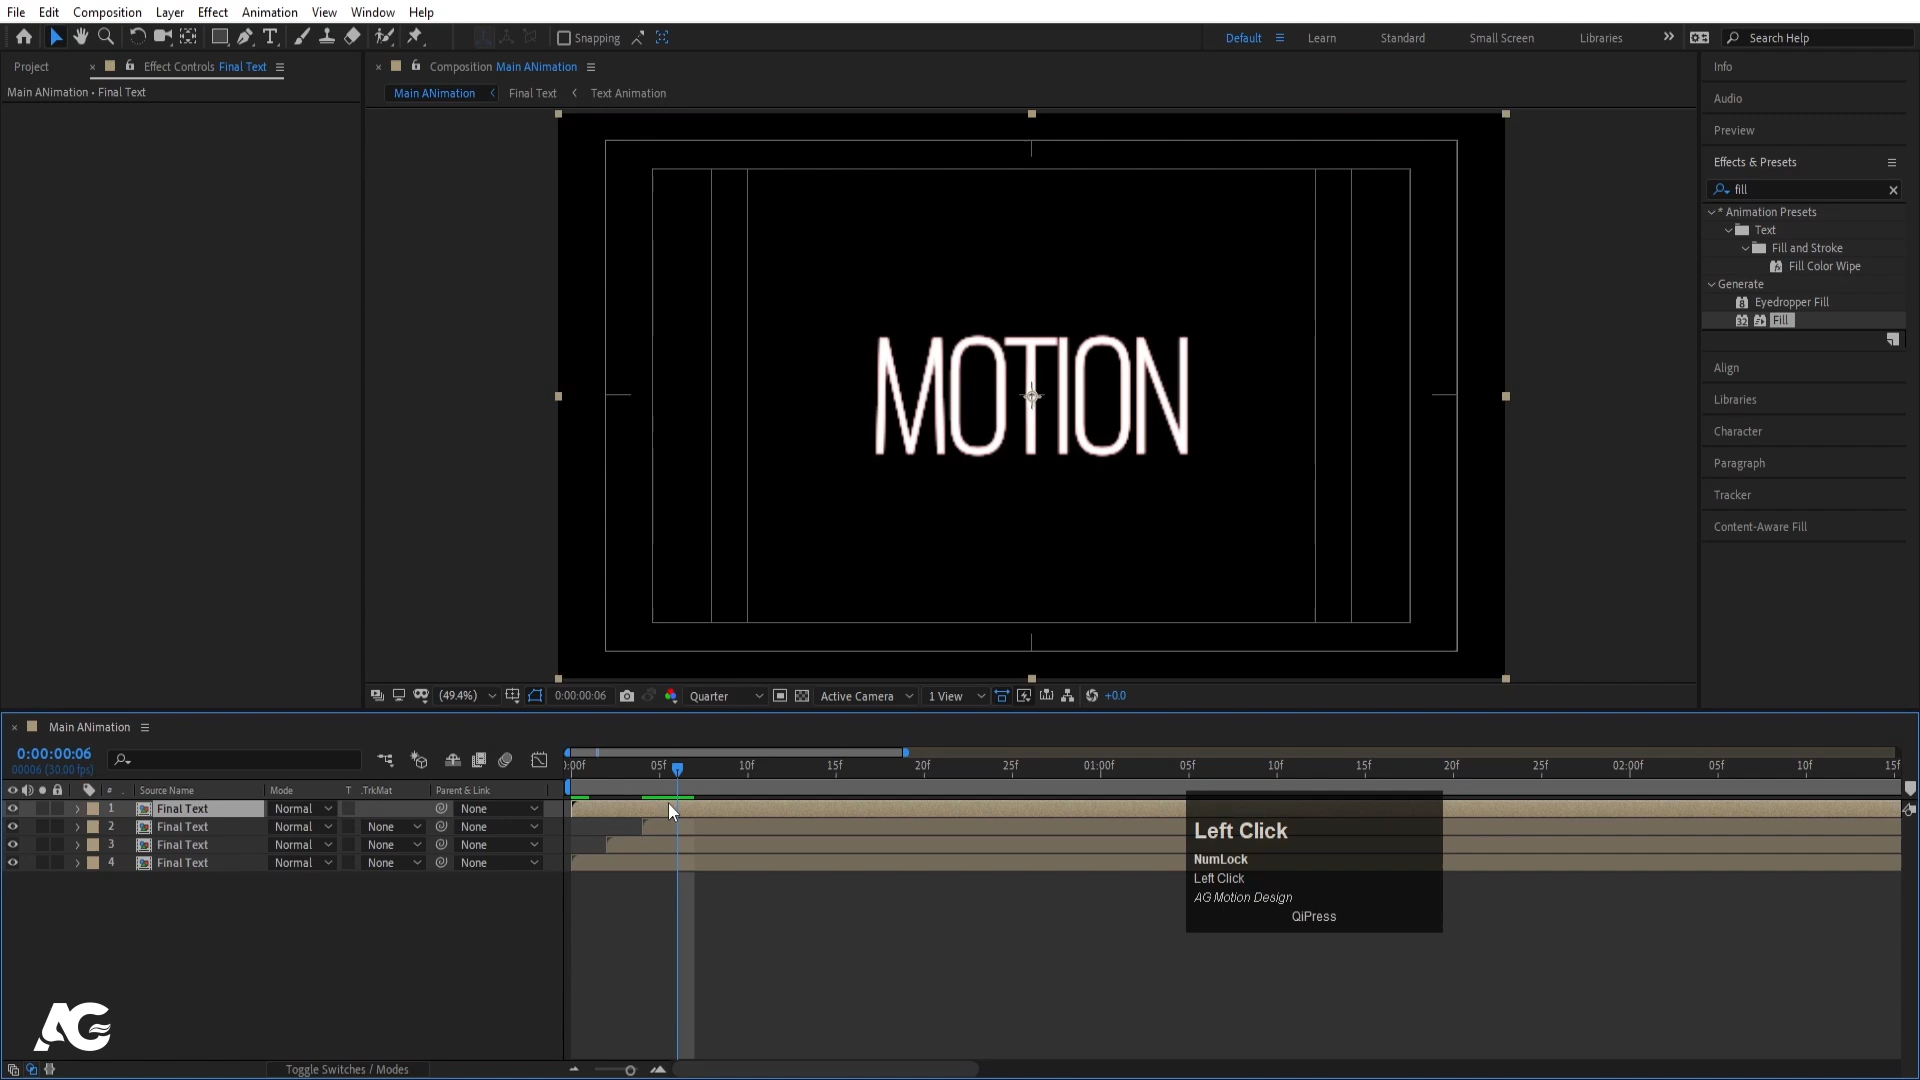 File Edit Composition Layer Effect Animation View Window Help
Snapping
Default Learn Standard Small Screen Libraries Search Help
Project Effect Controls Final Text
Main ANimation • Final Text
Composition Main ANimation
Main ANimation Final Text Text Animation
MOTION
(49.4%) 0:00:00:06 Quarter Active Camera 1 View +0.0
Info
Audio
Preview
Effects & Presets
fill
* Animation Presets
Text
Fill and Stroke
Fill Color Wipe
Generate
Eyedropper Fill
Fill
Align
Libraries
Character
Paragraph
Tracker
Content-Aware Fill
Main ANimation
0:00:00:06
00006 (30.00 fps)
:00f 05f 10f 15f 20f 25f 01:00f 05f 10f 15f 20f 25f 02:00f 05f 10f 15f
# Source Name Mode T .TrkMat Parent & Link
1 Final Text Normal None
2 Final Text Normal None None
3 Final Text Normal None None
4 Final Text Normal None None
Left Click
NumLock
Left Click
AG Motion Design
QiPress
AG
Toggle Switches / Modes